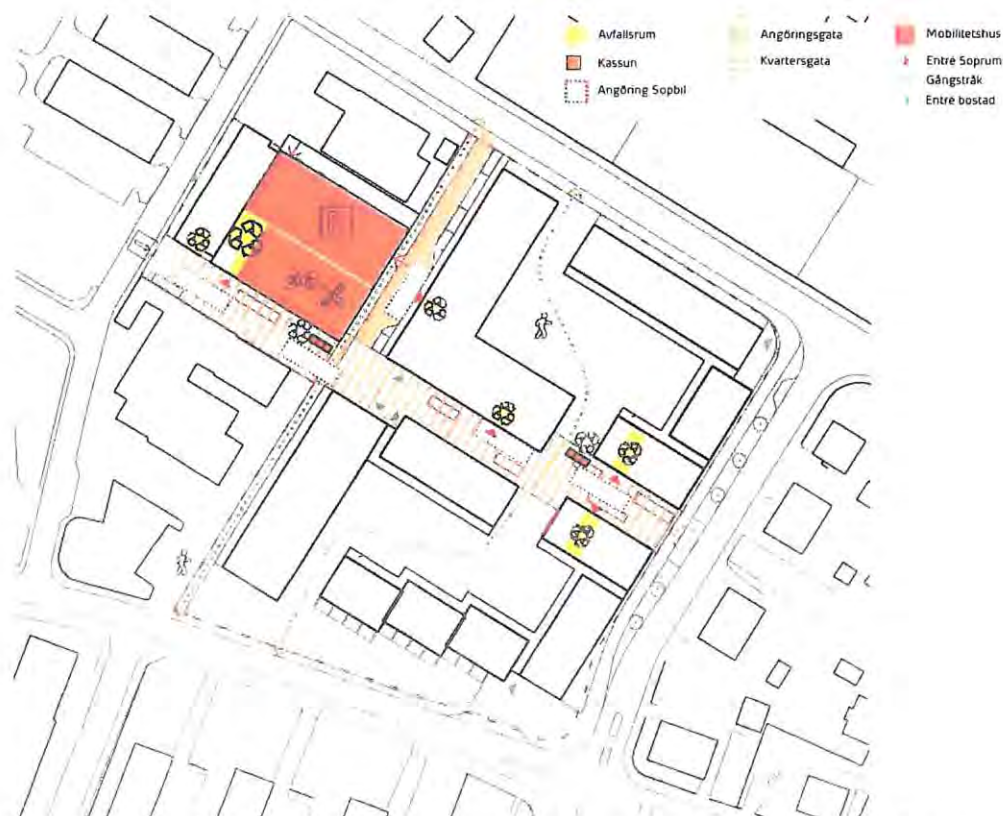 Avfallsrum
Kassun
Angöring Sopbil
Angöringsgata
Kvartersgata
Mobilitetshus
Entré Soprum
Gångstråk
Entré bostad